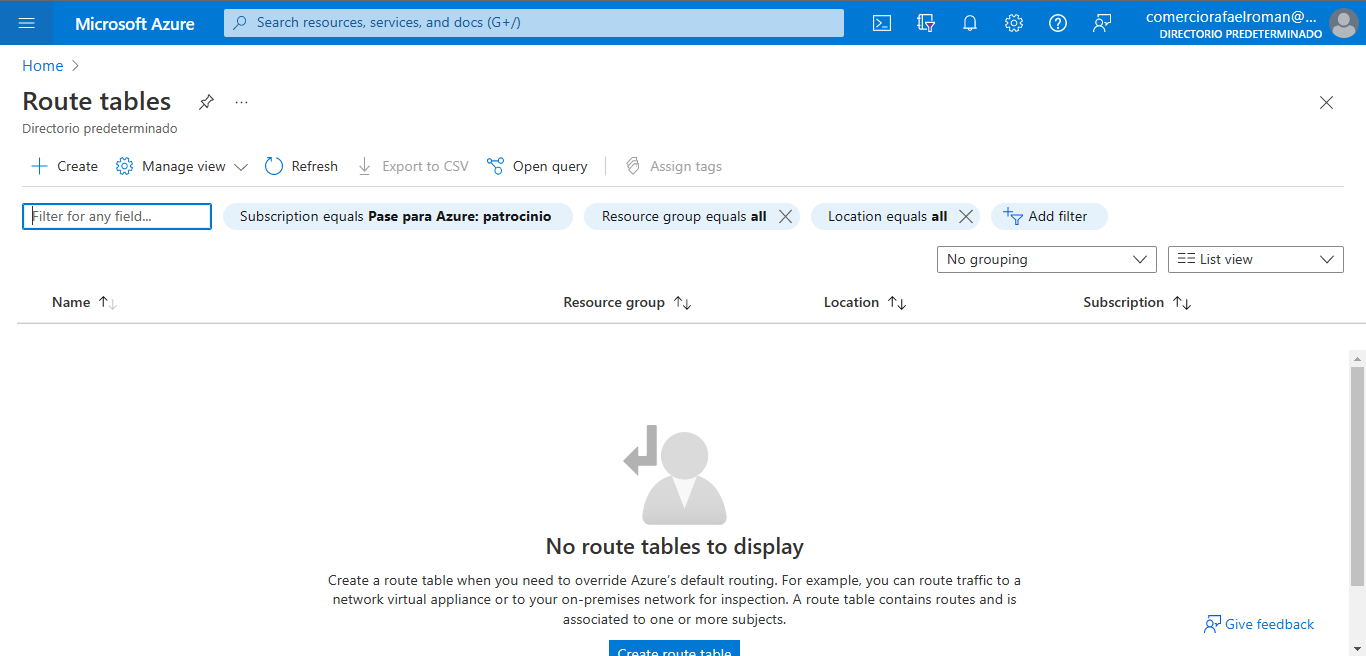 Microsoft Azure
Search resources, services, and docs (G+/)
comerciorafaelroman@...
DIRECTORIO PREDETERMINADO
Home
Route tables
Directorio predeterminado
Create
Manage view
Refresh
Export to CSV
Open query
Assign tags
Filter for any field...
Subscription equals Pase para Azure: patrocinio
Resource group equals all
Location equals all
Add filter
No grouping
List view
Name
Resource group
Location
Subscription
No route tables to display
Create a route table when you need to override Azure's default routing. For example, you can route traffic to a
network virtual appliance or to your on-premises network for inspection. A route table contains routes and is
associated to one or more subjects.
Give feedback
Create route table